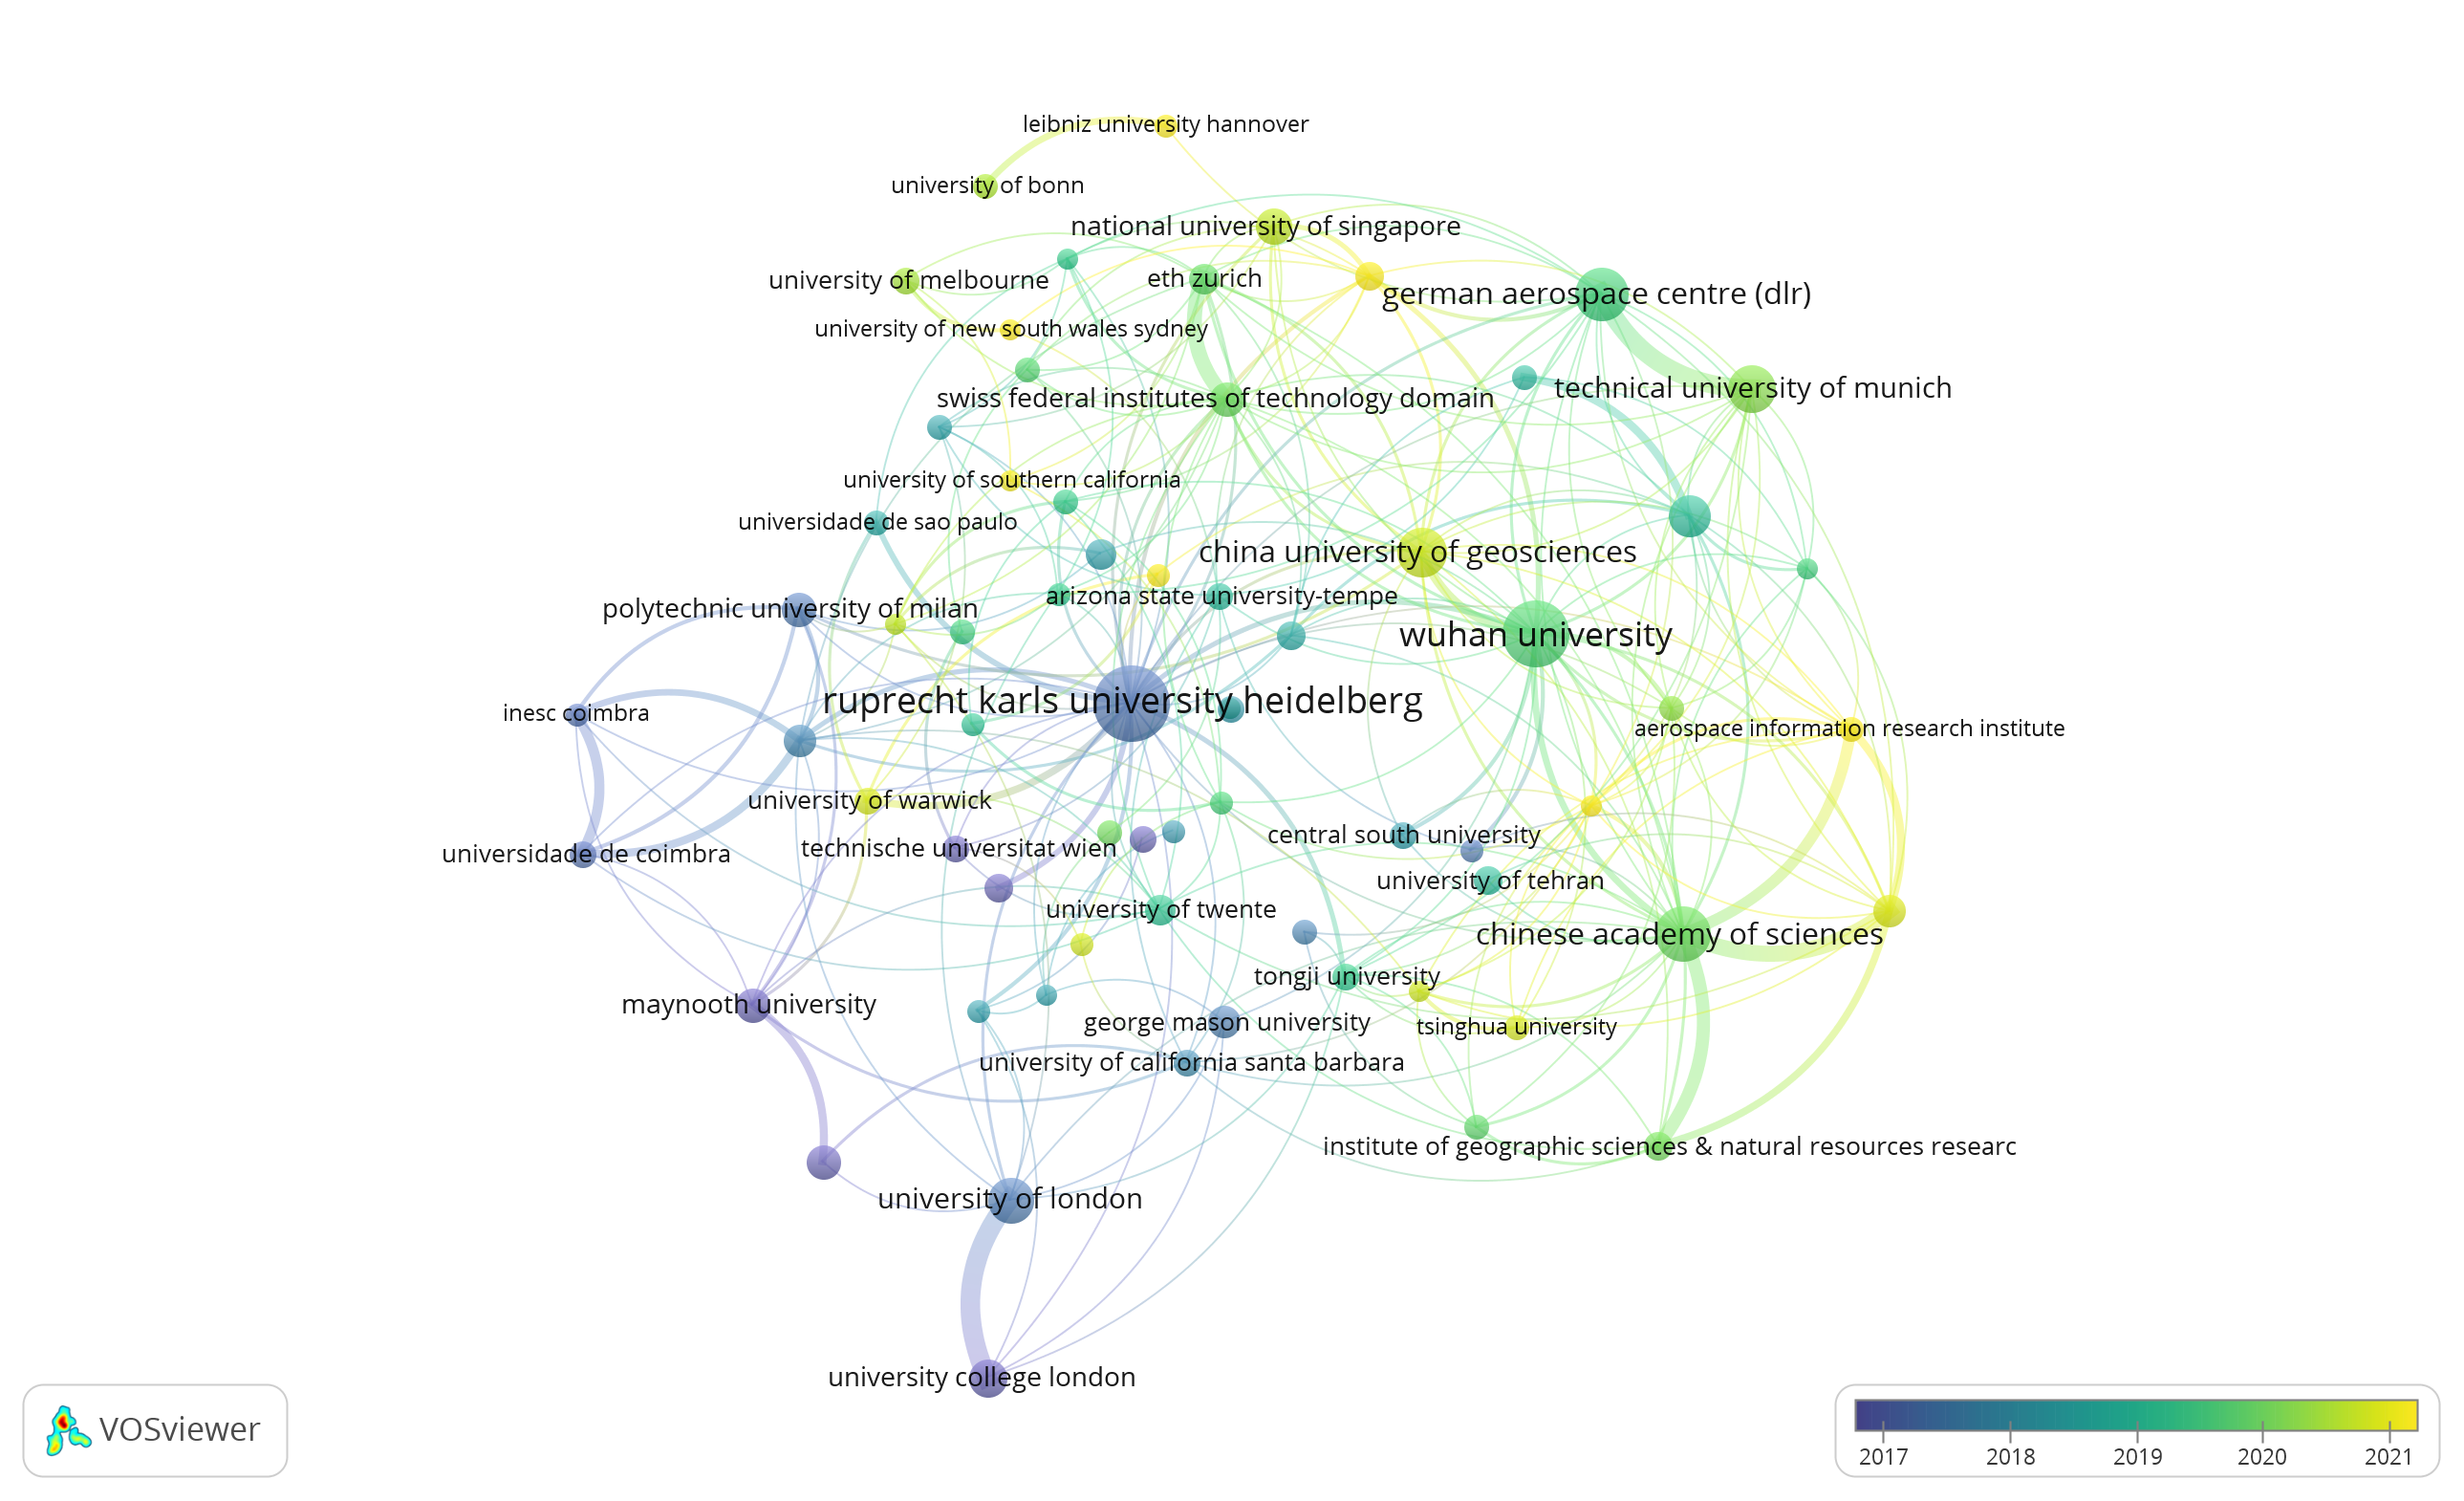 leibniz university hannover
university of bonn
national university of singapore
university of melbourne
eth zurich
german aerospace centre (dlr)
university of new south wales sydney
technical university of munich
swiss federal institutes of technology domain
university of southern california
universidade de sao paulo
china university of geosciences
arizona state university-tempe
polytechnic university of milan
wuhan university
ruprecht karls university heidelberg
inesc coimbra
aerospace information research institute
university of warwick
central south university
technische universitat wien
universidade de coimbra
university of tehran
university of twente
chinese academy of sciences
tongji university
maynooth university
george mason university
tsinghua university
university of california santa barbara
institute of geographic sciences & natural resources researc
university of london
university college london
VOSviewer
2017 2018 2019 2020 2021